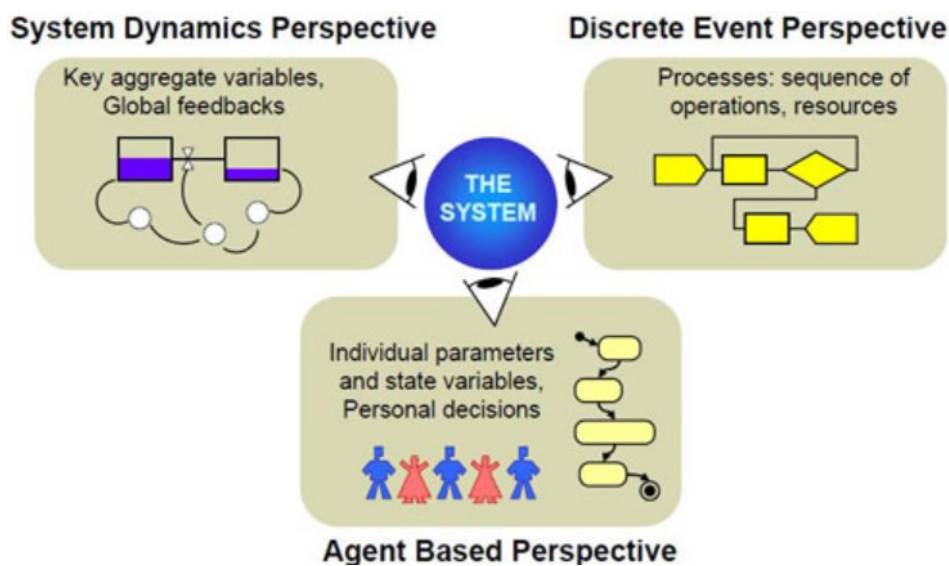 System Dynamics Perspective
Key aggregate variables,
Global feedbacks
Discrete Event Perspective
Processes: sequence of
operations, resources
THE
SYSTEM
Individual parameters
and state variables,
Personal decisions
Agent Based Perspective